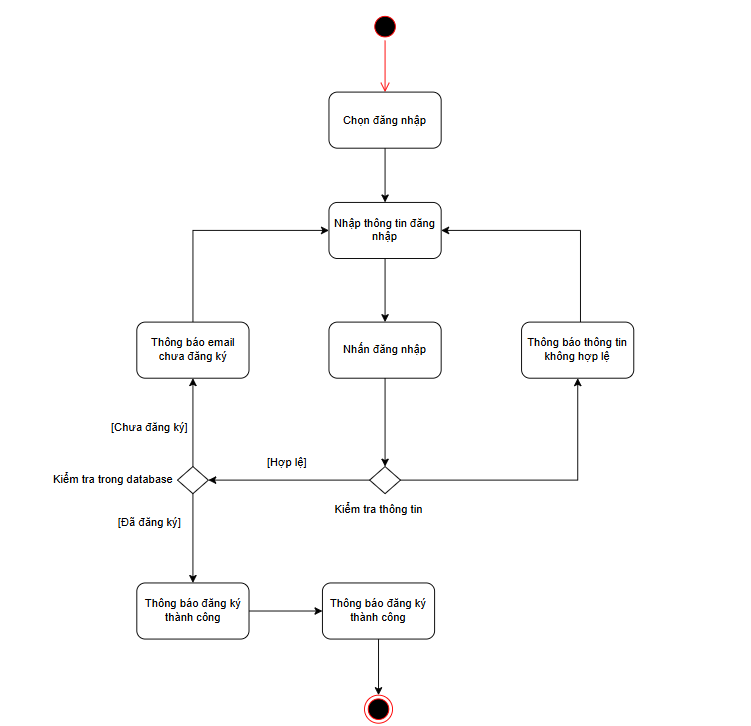 Chọn đăng nhập
Nhập thông tin đăng
nhập
Thông báo email
chưa đăng ký
Nhấn đăng nhập
Thông báo thông tin
không hợp lệ
[Chưa đăng ký]
[Hợp lệ]
Kiểm tra trong database
Kiểm tra thông tin
[Đã đăng ký]
Thông báo đăng ký
thành công
Thông báo đăng ký
thành công